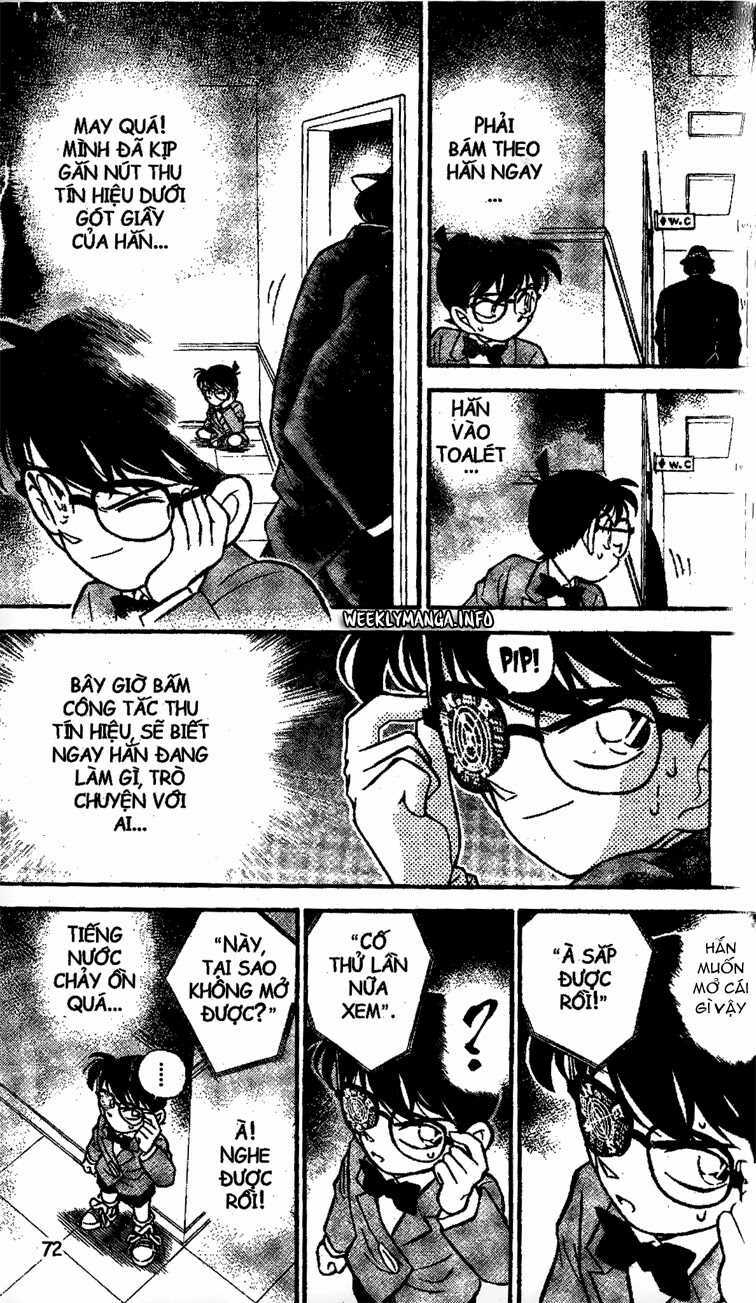 MAY QUÁ!
MÌNH ĐÃ KỊP
GẮN NÚT THU
TÍN HIỆU DƯỚI
GÓT GIẦY
CỦA HẮN...
PHẢI
BÁM THEO
HẮN NGAY
...
W.C
HẮN
VÀO
TOALÉT
...
W.C
WEEKLYMANGA.INFO
BÂY GIỜ BẤM
CÔNG TẮC THU
TÍN HIỆU, SẼ BIẾT
NGAY HẮN ĐANG
LÀM GÌ, TRÒ
CHUYỆN VỚI
AI...
PIP!
TIẾNG
NƯỚC
CHẢY ỒN
QUÁ...
.....
"NÀY,
TẠI SAO
KHÔNG MỞ
ĐƯỢC?"
À!
NGHE
ĐƯỢC
RỒI!
"CỐ
THỬ LẦN
NỮA
XEM".
?
"À SẮP
ĐƯỢC
RỒI!"
HẮN
MUỐN
MỞ CÁI
GÌ VẬY
72